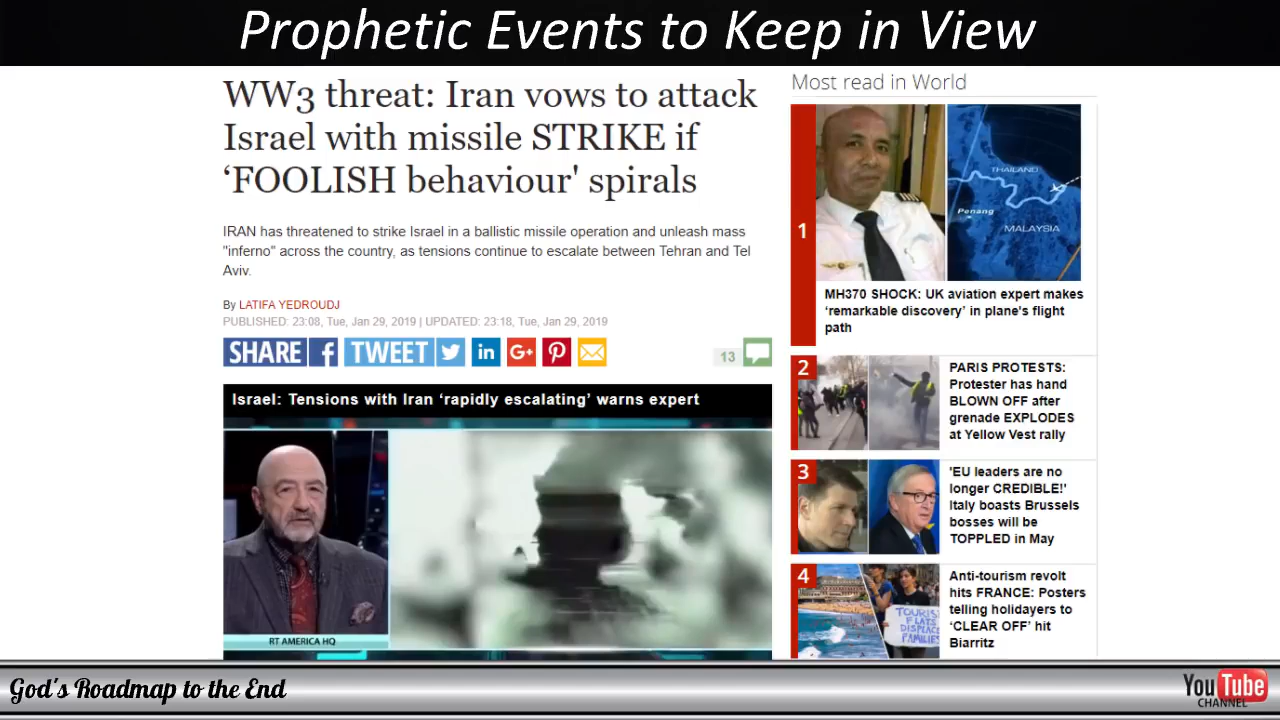 Prophetic Events to Keep in View
WW3 threat: Iran vows to attack
Israel with missile STRIKE if
‘FOOLISH behaviour' spirals
IRAN has threatened to strike Israel in a ballistic missile operation and unleash mass
"inferno" across the country, as tensions continue to escalate between Tehran and Tel
Aviv.
By LATIFA YEDROUDJ
PUBLISHED: 23:08, Tue, Jan 29, 2019 | UPDATED: 23:18, Tue, Jan 29, 2019
SHARE f TWEET in G+ 13
Israel: Tensions with Iran ‘rapidly escalating’ warns expert
RT AMERICA HQ
Most read in World
1
THAILAND
Penang
MALAYSIA
MH370 SHOCK: UK aviation expert makes
‘remarkable discovery’ in plane's flight
path
2
PARIS PROTESTS:
Protester has hand
BLOWN OFF after
grenade EXPLODES
at Yellow Vest rally
3
'EU leaders are no
longer CREDIBLE!'
Italy boasts Brussels
bosses will be
TOPPLED in May
4
TOURIST
FLATS
DISPLACE
FAMILIES
Anti-tourism revolt
hits FRANCE: Posters
telling holidayers to
‘CLEAR OFF’ hit
Biarritz
God's Roadmap to the End
YouTube
CHANNEL